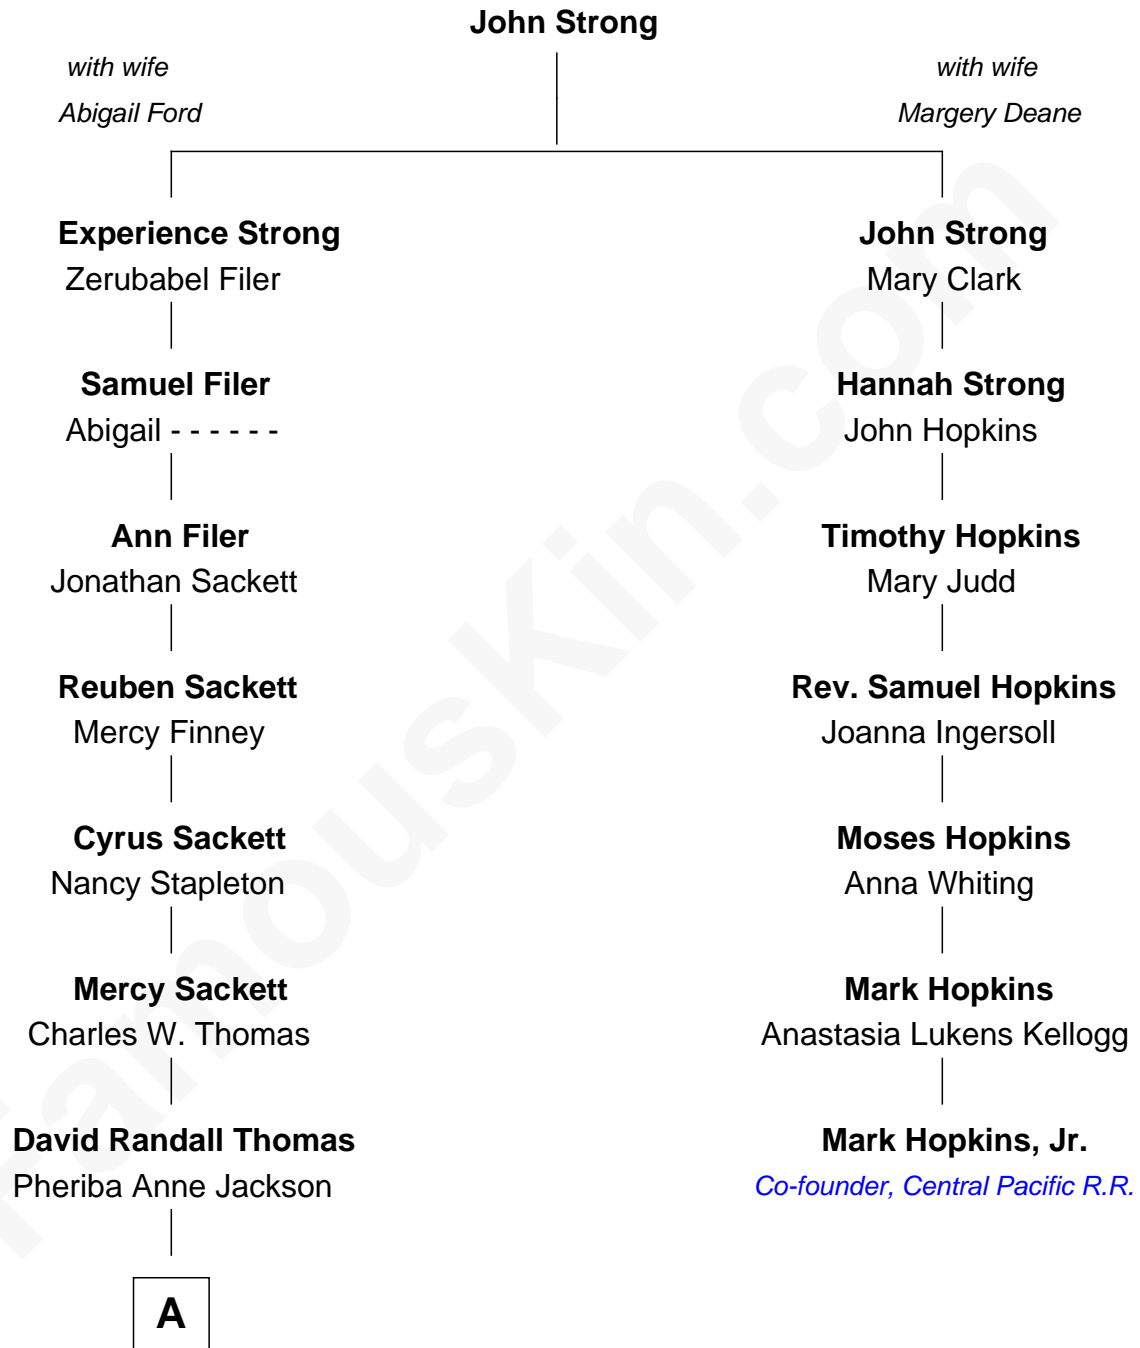 John Strong
with wife
Abigail Ford
with wife
Margery Deane
Experience Strong
Zerubabel Filer
John Strong
Mary Clark
Samuel Filer
Abigail - - - - - -
Hannah Strong
John Hopkins
Ann Filer
Jonathan Sackett
Timothy Hopkins
Mary Judd
Reuben Sackett
Mercy Finney
Rev. Samuel Hopkins
Joanna Ingersoll
Cyrus Sackett
Nancy Stapleton
Moses Hopkins
Anna Whiting
Mercy Sackett
Charles W. Thomas
Mark Hopkins
Anastasia Lukens Kellogg
David Randall Thomas
Pheriba Anne Jackson
Mark Hopkins, Jr.
Co-founder, Central Pacific R.R.
A
FamousKin.com